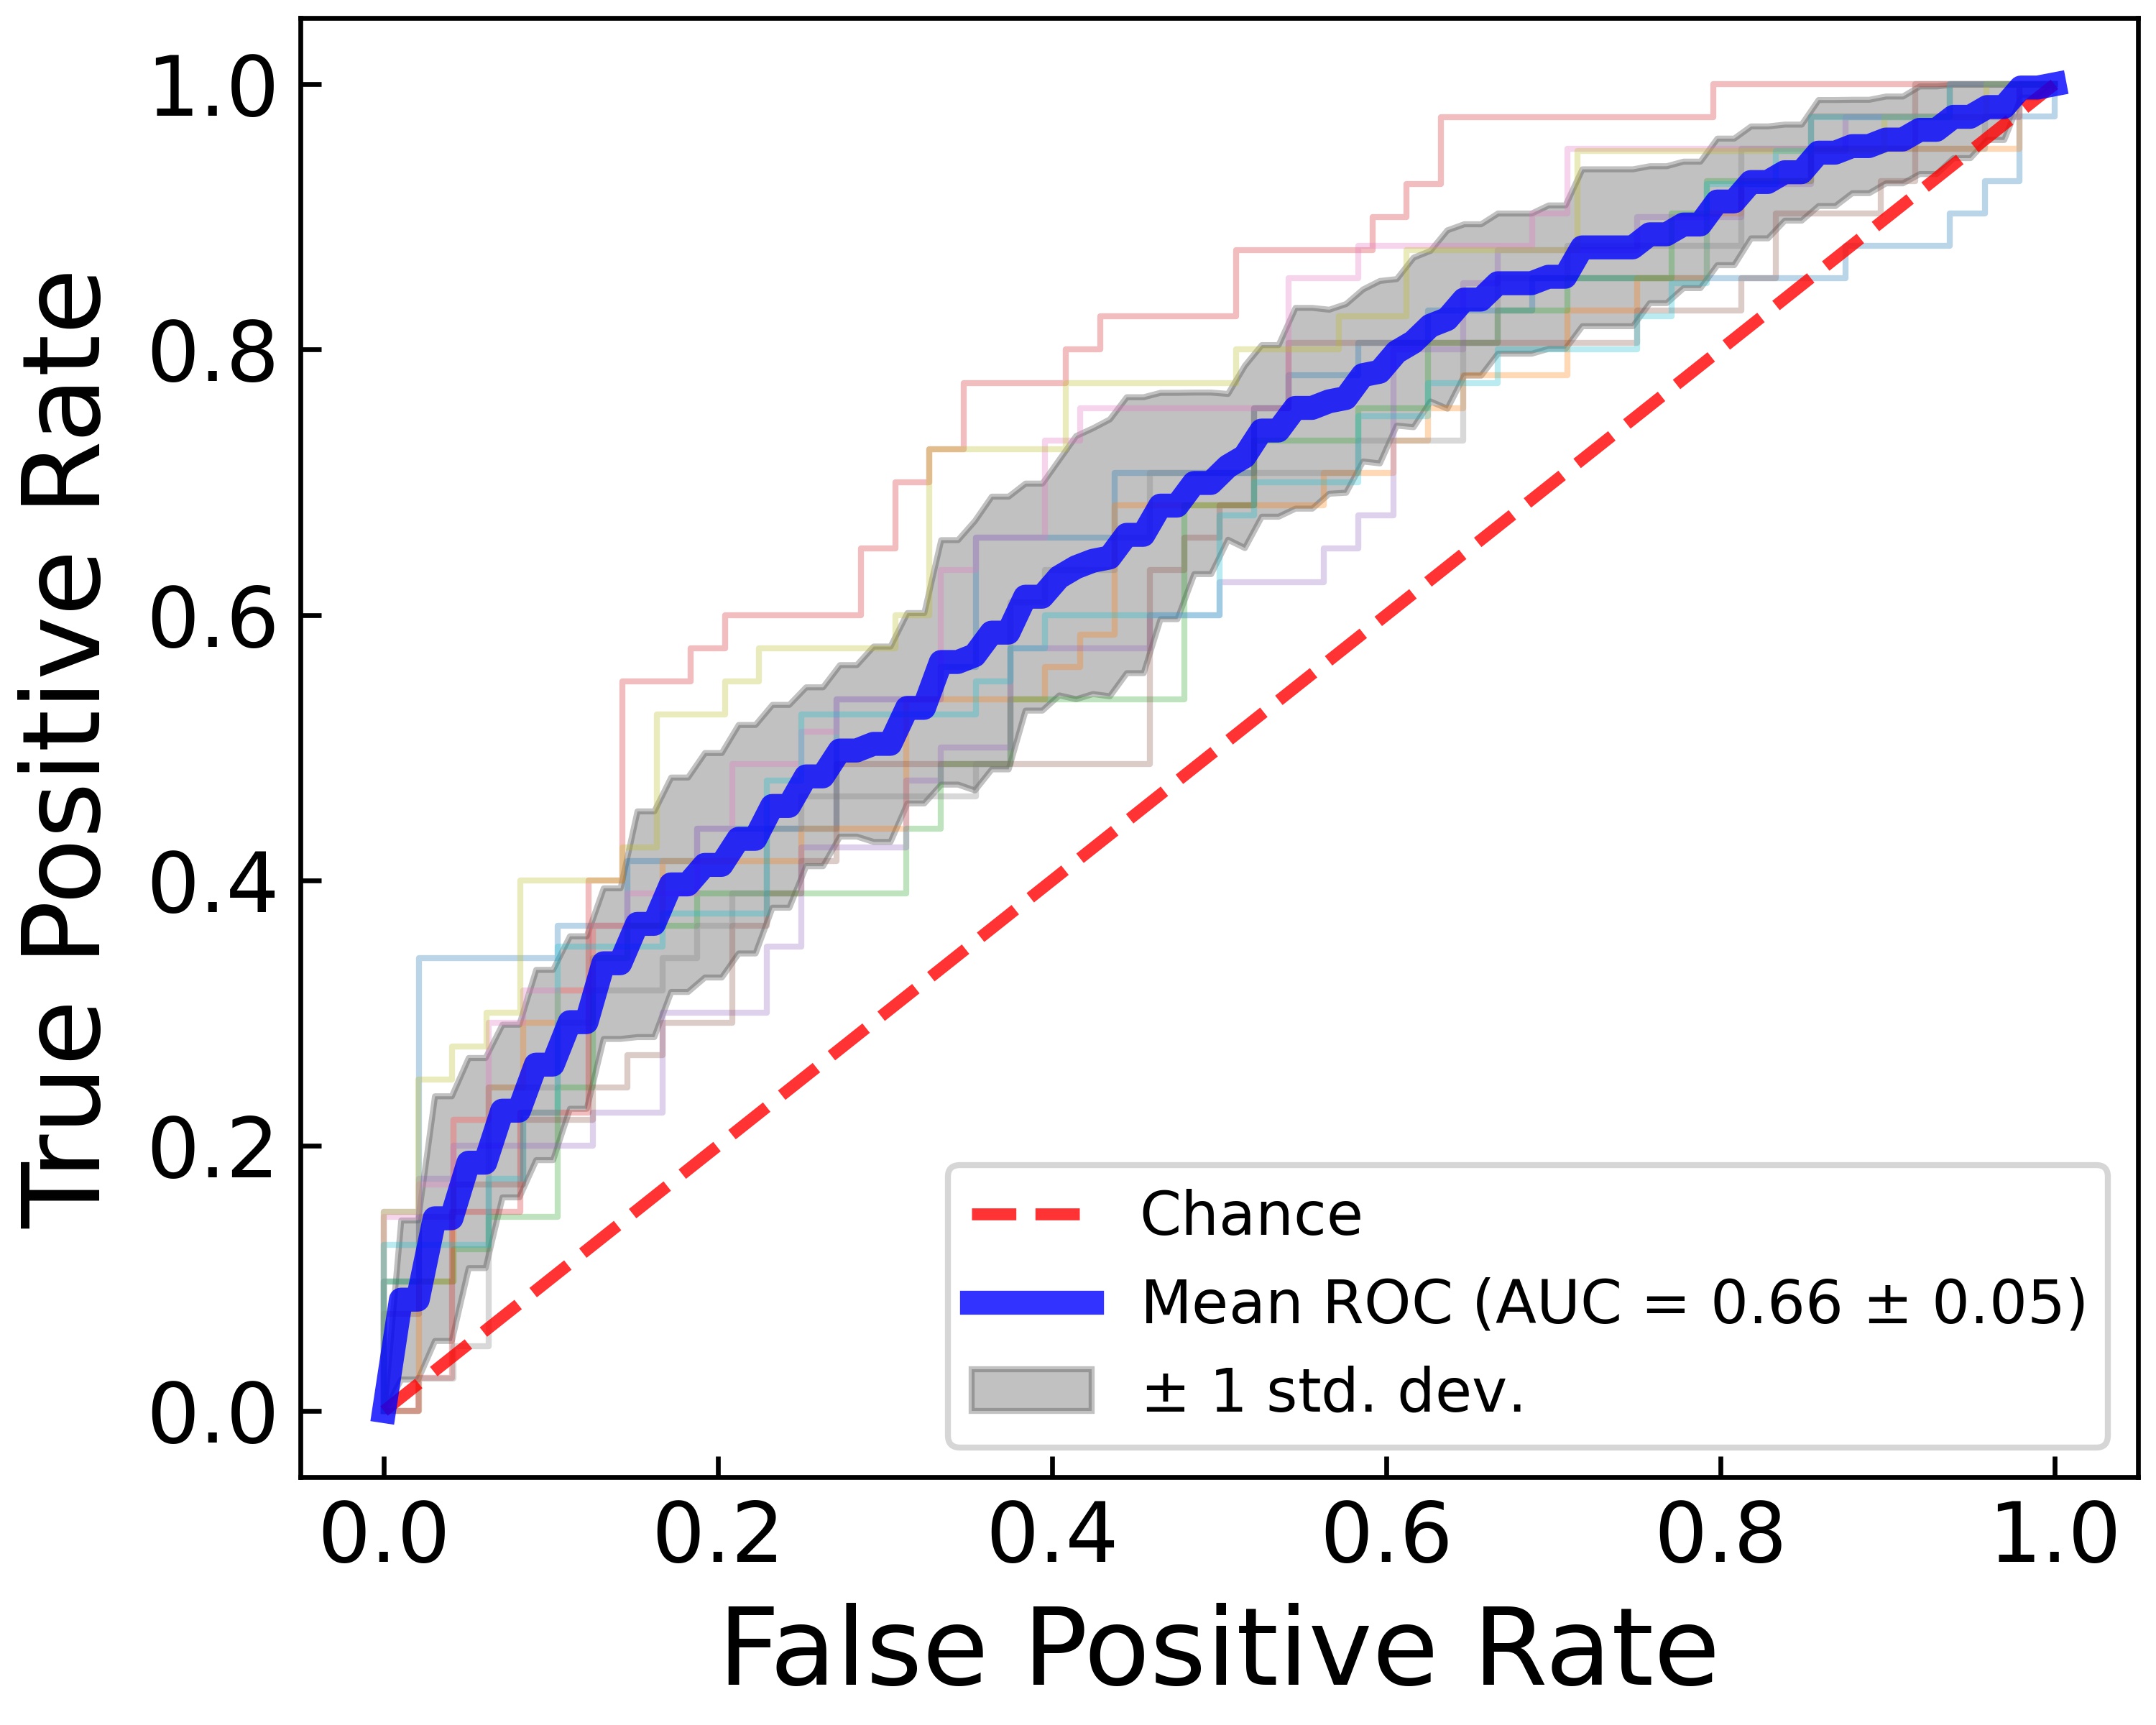 True Positive Rate
1.0
0.8
0.6
0.4
0.2
0.0
Chance
Mean ROC (AUC = 0.66 ± 0.05)
± 1 std. dev.
0.0 0.2 0.4 0.6 0.8 1.0
False Positive Rate